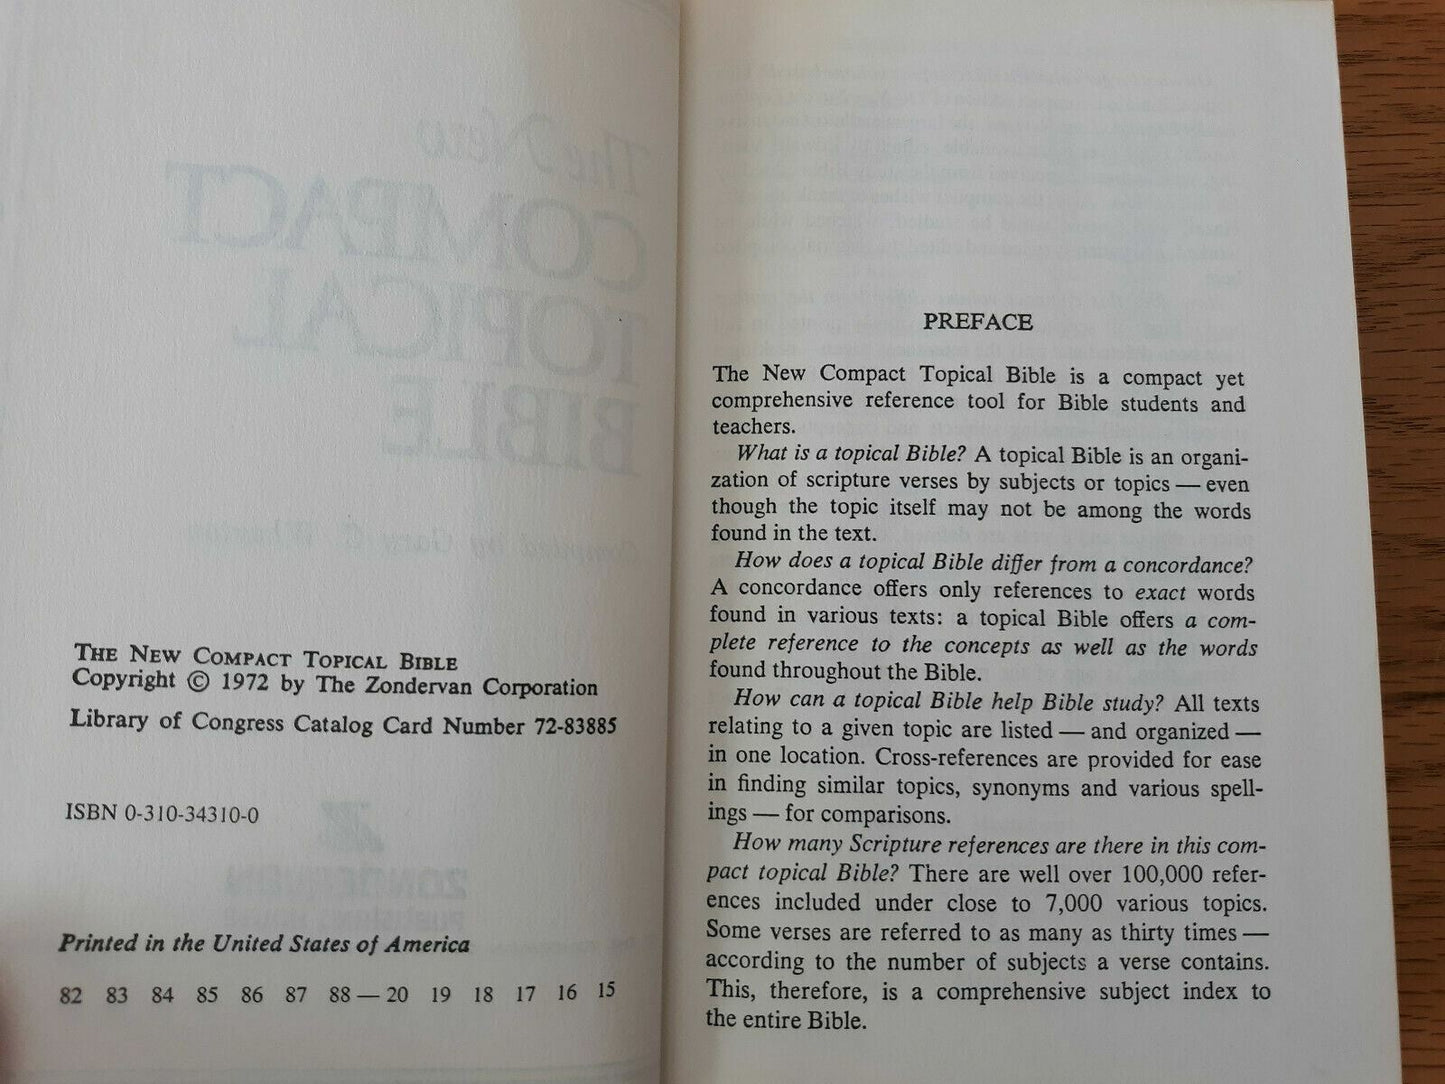 THE NEW COMPACT TOPICAL BIBLE
Copyright © 1972 by The Zondervan Corporation
Library of Congress Catalog Card Number 72-83885
ISBN 0-310-34310-0
Printed in the United States of America
82 83 84 85 86 87 88 — 20 19 18 17 16 15
PREFACE
The New Compact Topical Bible is a compact yet
comprehensive reference tool for Bible students and
teachers.
What is a topical Bible? A topical Bible is an organi-
zation of scripture verses by subjects or topics — even
though the topic itself may not be among the words
found in the text.
How does a topical Bible differ from a concordance?
A concordance offers only references to exact words
found in various texts: a topical Bible offers a com-
plete reference to the concepts as well as the words
found throughout the Bible.
How can a topical Bible help Bible study? All texts
relating to a given topic are listed — and organized —
in one location. Cross-references are provided for ease
in finding similar topics, synonyms and various spell-
ings — for comparisons.
How many Scripture references are there in this com-
pact topical Bible? There are well over 100,000 refer-
ences included under close to 7,000 various topics.
Some verses are referred to as many as thirty times —
according to the number of subjects a verse contains.
This, therefore, is a comprehensive subject index to
the entire Bible.